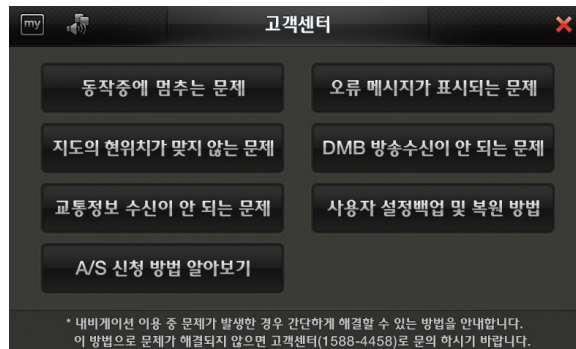 my
고객센터
동작중에 멈추는 문제
오류 메시지가 표시되는 문제
지도의 현위치가 맞지 않는 문제
DMB 방송수신이 안 되는 문제
교통정보 수신이 안 되는 문제
사용자 설정백업 및 복원 방법
A/S 신청 방법 알아보기
* 내비게이션 이용 중 문제가 발생한 경우 간단하게 해결할 수 있는 방법을 안내합니다.
이 방법으로 문제가 해결되지 않으면 고객센터(1588-4458)로 문의 하시기 바랍니다.